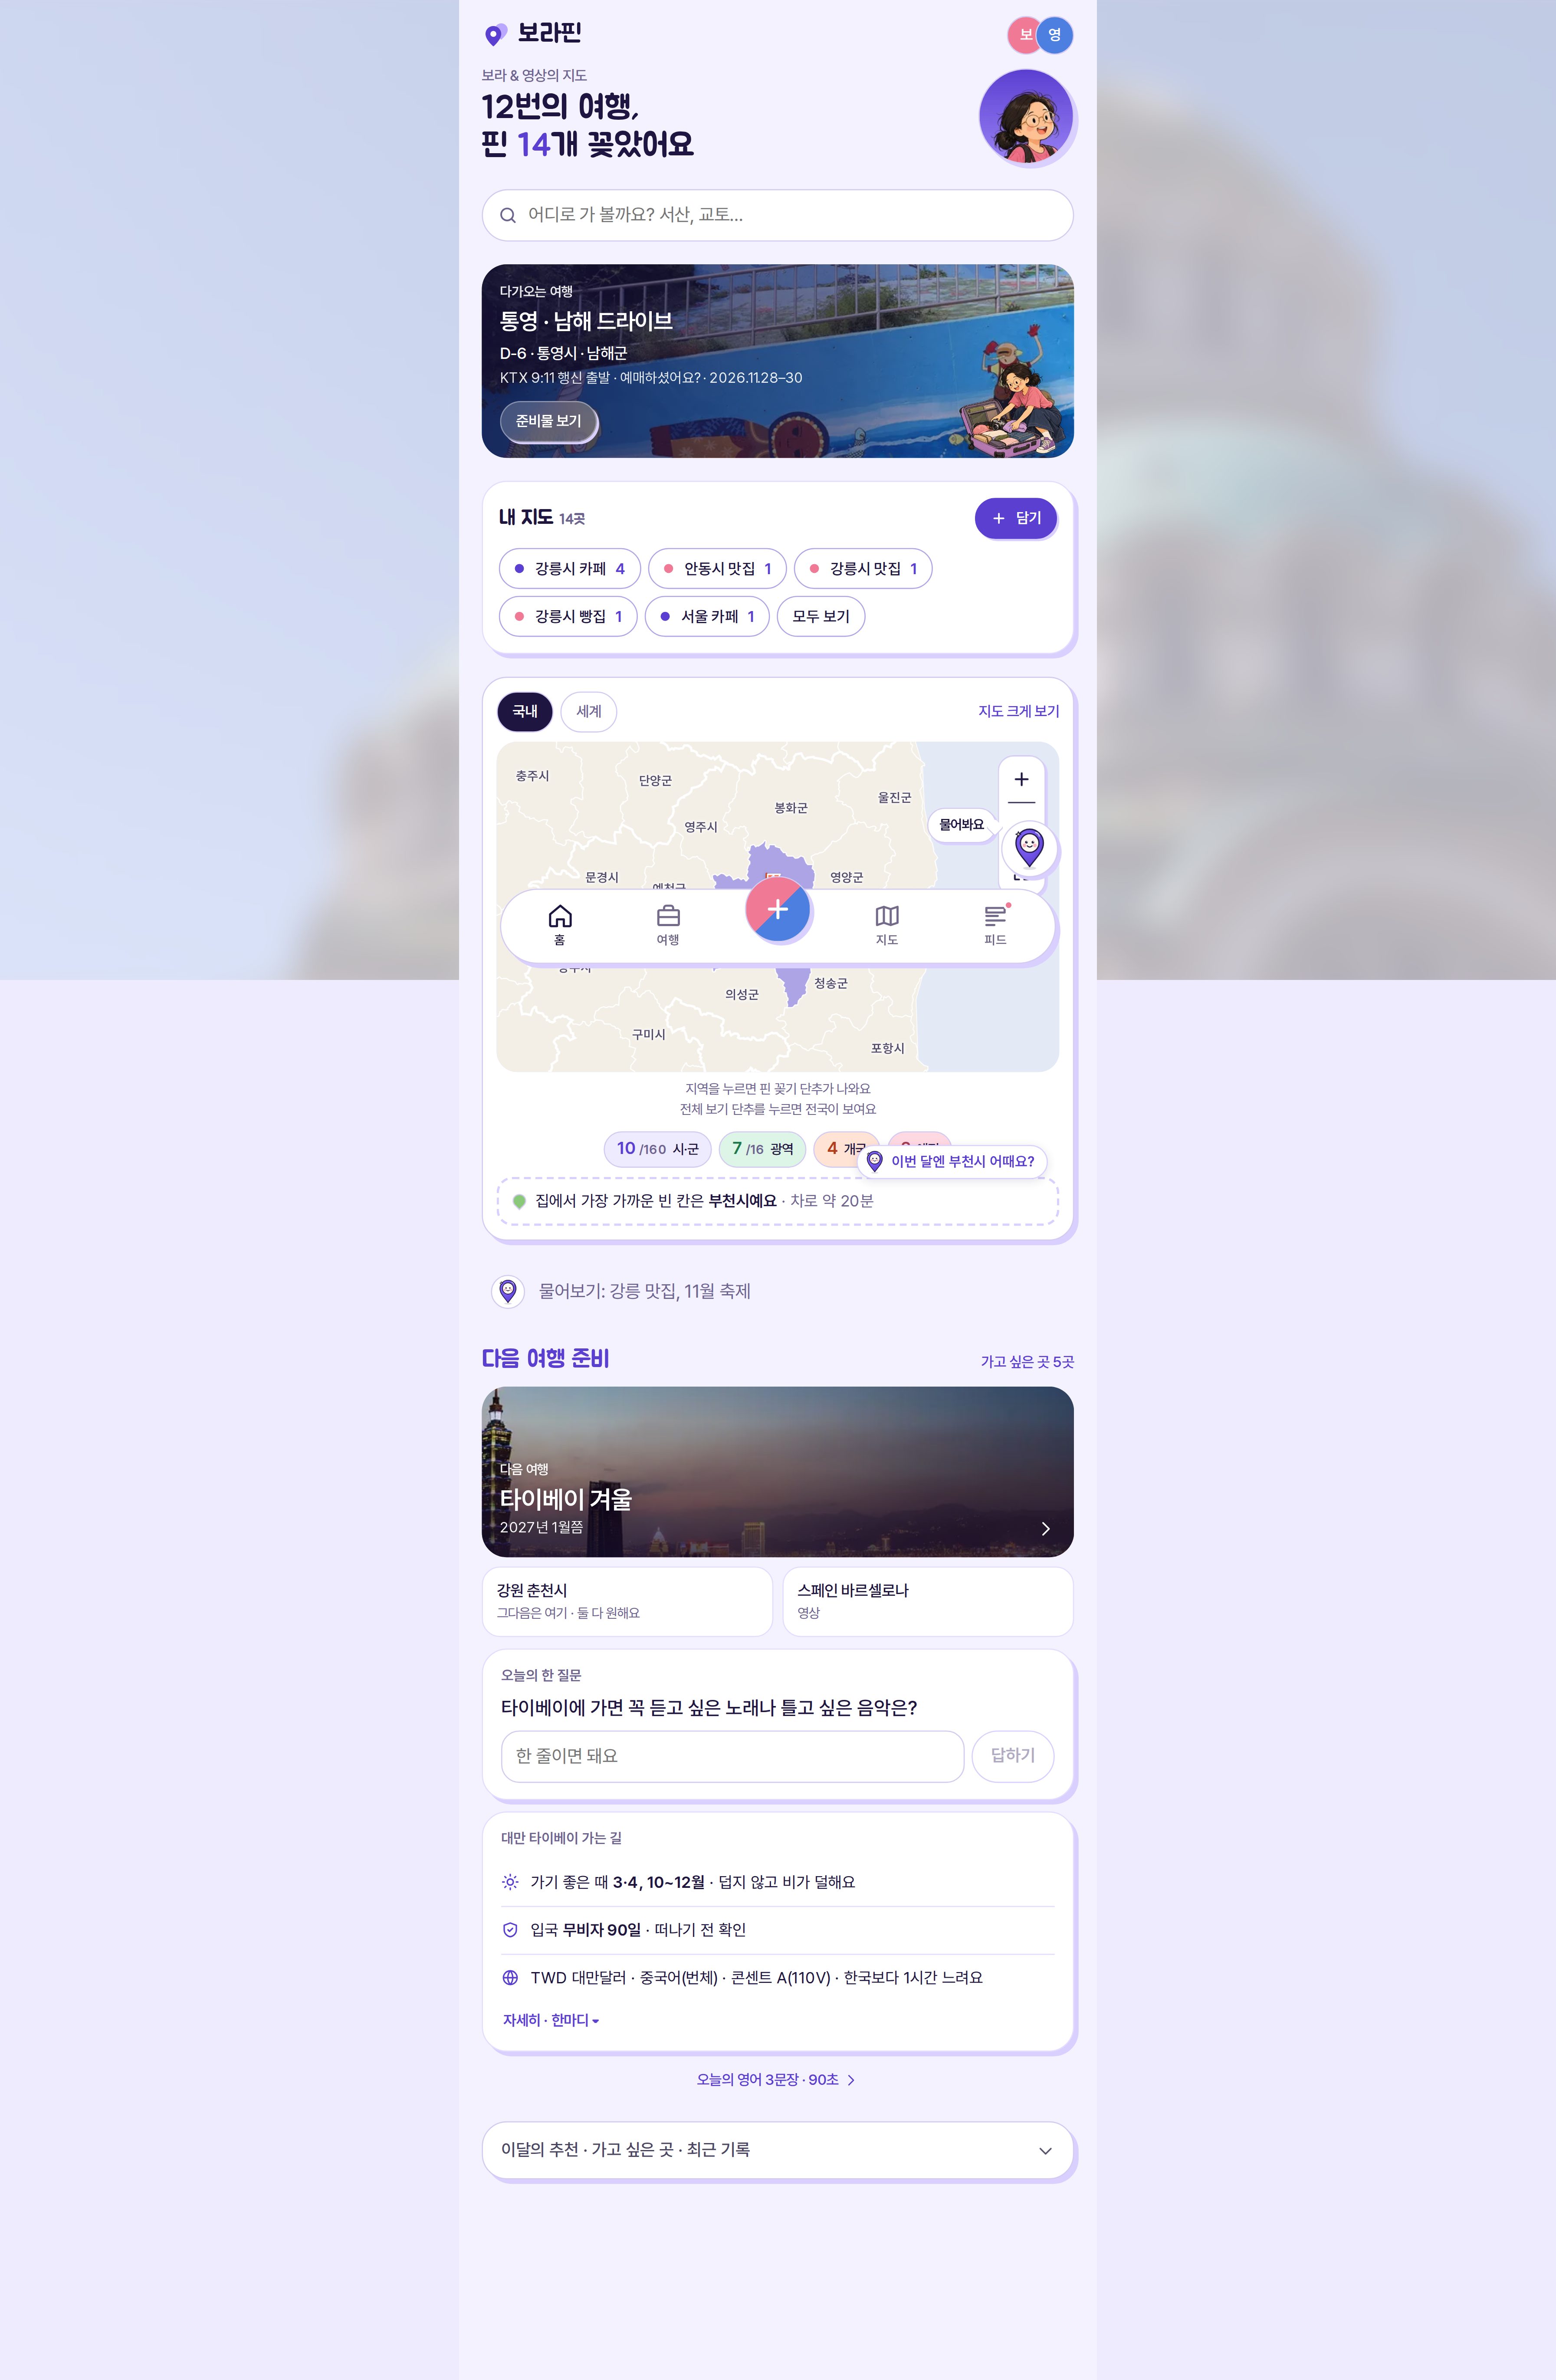 보라핀
보 영
보라 & 영상의 지도
12번의 여행,
핀 14개 꽂았어요
어디로 가 볼까요? 서산, 교토...
다가오는 여행
통영 · 남해 드라이브
D-6 · 통영시 · 남해군
KTX 9:11 행신 출발 · 예매하셨어요? · 2026.11.28–30
준비물 보기
내 지도 14곳
+ 담기
강릉시 카페 4
안동시 맛집 1
강릉시 맛집 1
강릉시 빵집 1
서울 카페 1
모두 보기
국내
세계
지도 크게 보기
충주시
단양군
봉화군
울진군
영주시
물어봐요
문경시
영양군
홈
여행
지도
피드
청송군
의성군
구미시
포항시
지역을 누르면 핀 꽂기 단추가 나와요
전체 보기 단추를 누르면 전국이 보여요
10 /160 시·군
7 /16 광역
4 개국
이번 달엔 부천시 어때요?
집에서 가장 가까운 빈 칸은 부천시예요 · 차로 약 20분
물어보기: 강릉 맛집, 11월 축제
다음 여행 준비
가고 싶은 곳 5곳
다음 여행
타이베이 겨울
2027년 1월쯤
강원 춘천시
그다음은 여기 · 둘 다 원해요
스페인 바르셀로나
영상
오늘의 한 질문
타이베이에 가면 꼭 듣고 싶은 노래나 틀고 싶은 음악은?
한 줄이면 돼요
답하기
대만 타이베이 가는 길
가기 좋은 때 3·4, 10~12월 · 덥지 않고 비가 덜해요
입국 무비자 90일 · 떠나기 전 확인
TWD 대만달러 · 중국어(번체) · 콘센트 A(110V) · 한국보다 1시간 느려요
자세히 · 한마디
오늘의 영어 3문장 · 90초
이달의 추천 · 가고 싶은 곳 · 최근 기록